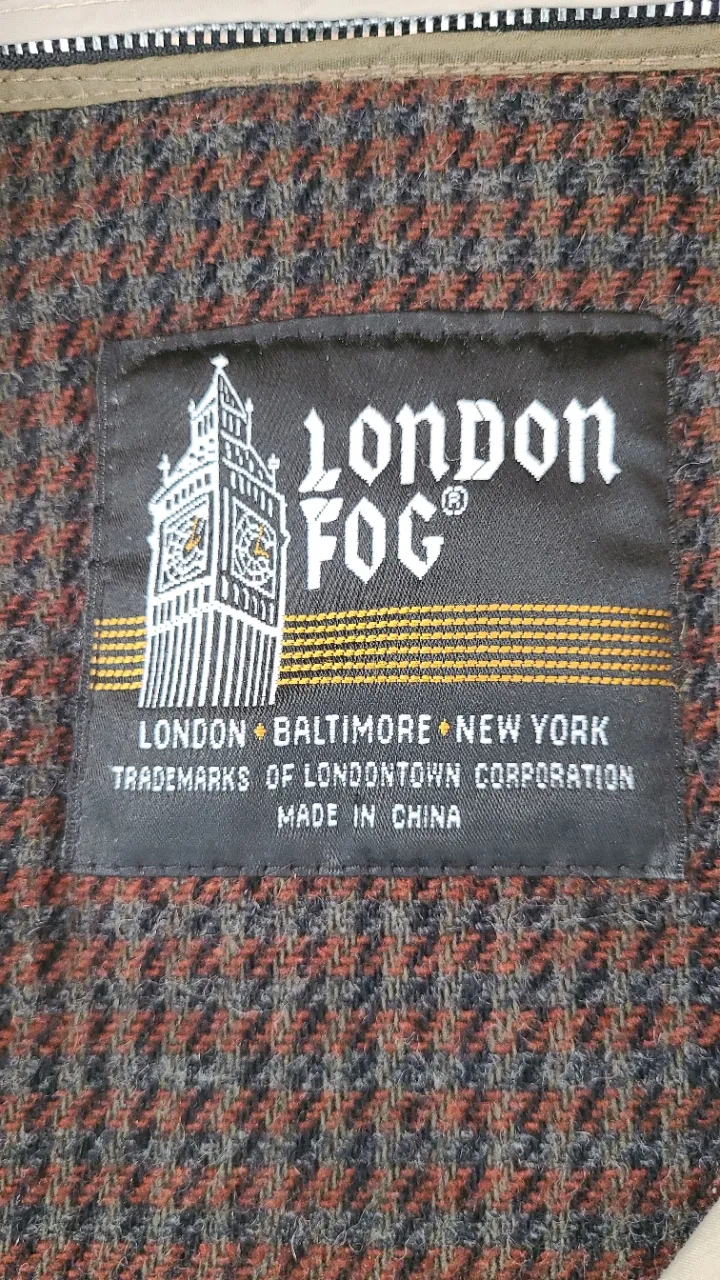 LONDON
FOG®
LONDON • BALTIMORE • NEW YORK
TRADEMARKS OF LONDONTOWN CORPORATION
MADE IN CHINA